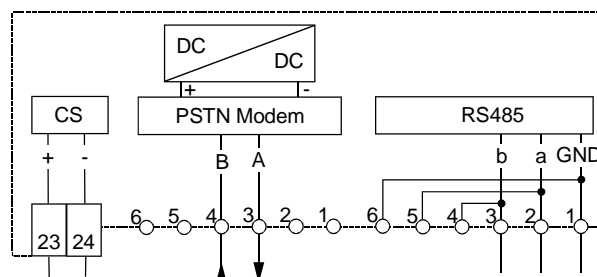 DC
DC
+ -
CS PSTN Modem RS485
+ - B A b a GND
6 5 4 3 2 1 6 5 4 3 2 1
23 24